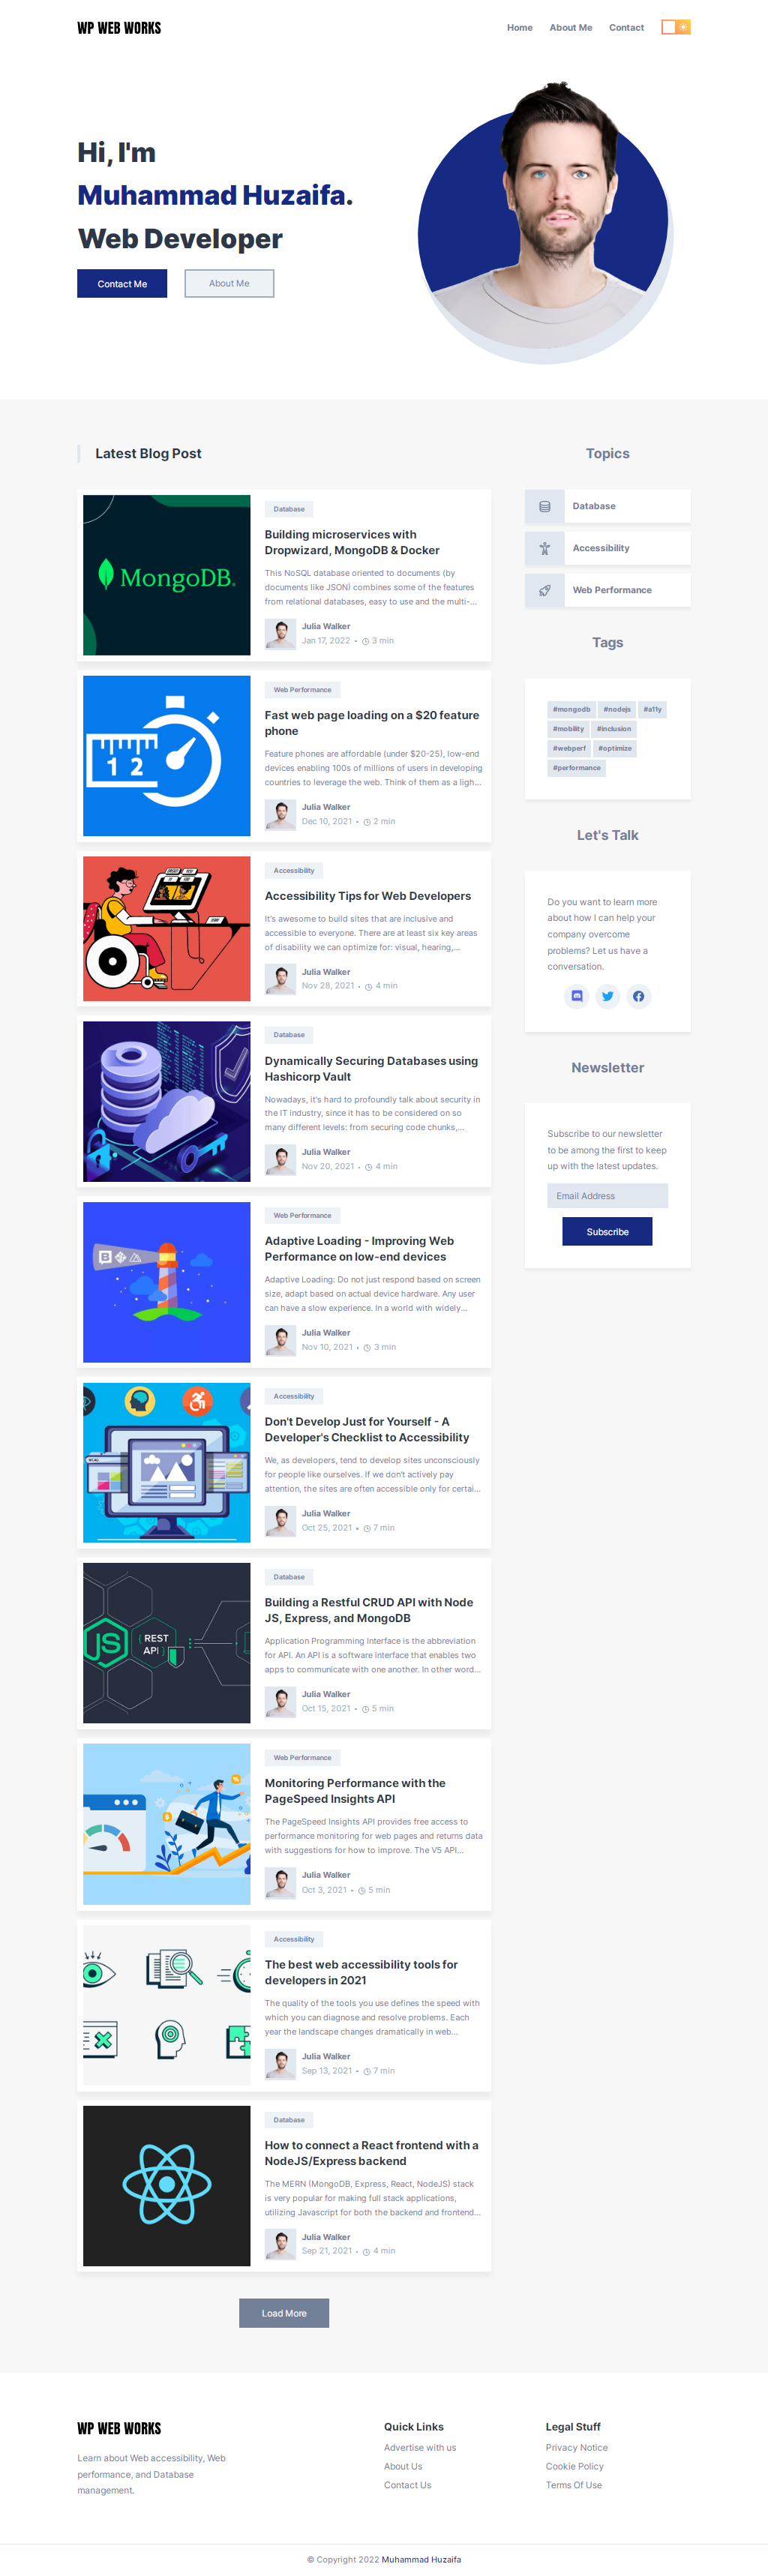 WP WEB WORKS
Home About Me Contact
Hi, I'm
Muhammad Huzaifa.
Web Developer
Contact Me About Me
Latest Blog Post
MongoDB.
Database
Building microservices with
Dropwizard, MongoDB & Docker
This NoSQL database oriented to documents (by
documents like JSON) combines some of the features
from relational databases, easy to use and the multi-...
Julia Walker
Jan 17, 2022 • 3 min
1 2
Web Performance
Fast web page loading on a $20 feature
phone
Feature phones are affordable (under $20-25), low-end
devices enabling 100s of millions of users in developing
countries to leverage the web. Think of them as a ligh...
Julia Walker
Dec 10, 2021 • 2 min
Accessibility
Accessibility Tips for Web Developers
It's awesome to build sites that are inclusive and
accessible to everyone. There are at least six key areas
of disability we can optimize for: visual, hearing,...
Julia Walker
Nov 28, 2021 • 4 min
Database
Dynamically Securing Databases using
Hashicorp Vault
Nowadays, it's hard to profoundly talk about security in
the IT industry, since it has to be considered on so
many different levels: from securing code chunks,...
Julia Walker
Nov 20, 2021 • 4 min
Web Performance
Adaptive Loading - Improving Web
Performance on low-end devices
Adaptive Loading: Do not just respond based on screen
size, adapt based on actual device hardware. Any user
can have a slow experience. In a world with widely...
Julia Walker
Nov 10, 2021 • 3 min
Accessibility
Don't Develop Just for Yourself - A
Developer's Checklist to Accessibility
We, as developers, tend to develop sites unconsciously
for people like ourselves. If we don't actively pay
attention, the sites are often accessible only for certai...
Julia Walker
Oct 25, 2021 • 7 min
JS
{ REST
API }
Database
Building a Restful CRUD API with Node
JS, Express, and MongoDB
Application Programming Interface is the abbreviation
for API. An API is a software interface that enables two
apps to communicate with one another. In other word...
Julia Walker
Oct 15, 2021 • 5 min
Web Performance
Monitoring Performance with the
PageSpeed Insights API
The PageSpeed Insights API provides free access to
performance monitoring for web pages and returns data
with suggestions for how to improve. The V5 API...
Julia Walker
Oct 3, 2021 • 5 min
Accessibility
The best web accessibility tools for
developers in 2021
The quality of the tools you use defines the speed with
which you can diagnose and resolve problems. Each
year the landscape changes dramatically in web...
Julia Walker
Sep 13, 2021 • 7 min
Database
How to connect a React frontend with a
NodeJS/Express backend
The MERN (MongoDB, Express, React, NodeJS) stack
is very popular for making full stack applications,
utilizing Javascript for both the backend and frontend...
Julia Walker
Sep 21, 2021 • 4 min
Load More
Topics
Database
Accessibility
Web Performance
Tags
#mongodb #nodejs #a11y
#mobility #inclusion
#webperf #optimize
#performance
Let's Talk
Do you want to learn more
about how I can help your
company overcome
problems? Let us have a
conversation.
Newsletter
Subscribe to our newsletter
to be among the first to keep
up with the latest updates.
Email Address
Subscribe
WP WEB WORKS
Learn about Web accessibility, Web
performance, and Database
management.
Quick Links
Advertise with us
About Us
Contact Us
Legal Stuff
Privacy Notice
Cookie Policy
Terms Of Use
© Copyright 2022 Muhammad Huzaifa